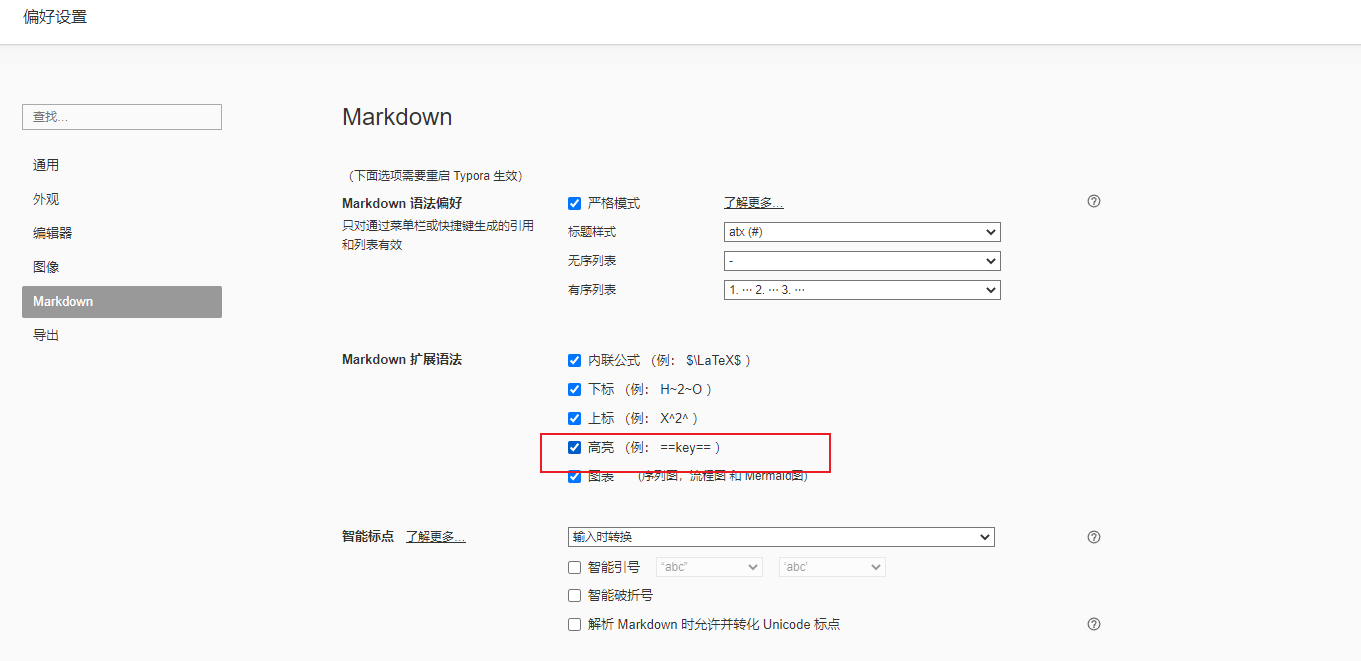 偏好设置
查找...
通用
外观
编辑器
图像
Markdown
导出
Markdown
（下面选项需要重启 Typora 生效）
Markdown 语法偏好
只对通过菜单栏或快捷键生成的引用
和列表有效
严格模式 了解更多...
标题样式 atx (#)
无序列表 -
有序列表 1. ··· 2. ··· 3. ···
Markdown 扩展语法
内联公式 （例： $\LaTeX$ ）
下标 （例： H~2~O ）
上标 （例： X^2^ ）
高亮 （例： ==key== ）
图表 （序列图，流程图 和 Mermaid图）
智能标点 了解更多... 输入时转换
智能引号 “abc” ‘abc’
智能破折号
解析 Markdown 时允许并转化 Unicode 标点